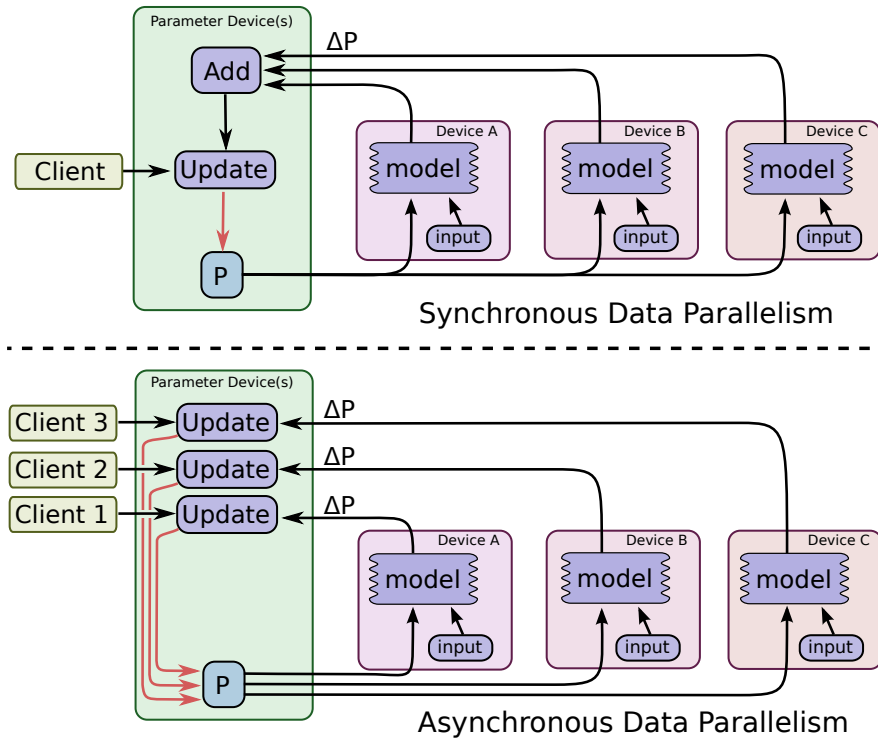 Parameter Device(s)
ΔP
Add
Device A
Device B
Device C
Client
Update
model
model
model
input
input
input
P
Synchronous Data Parallelism
Parameter Device(s)
Client 3
Update
ΔP
Client 2
Update
ΔP
Client 1
Update
ΔP
Device A
Device B
Device C
model
model
model
input
input
input
P
Asynchronous Data Parallelism